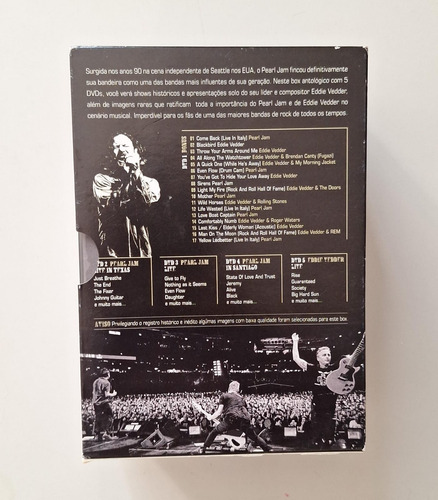 Surgida nos anos 90 na cena independente de Seattle nos EUA, o Pearl Jam fincou definitivamente
sua bandeira como uma das bandas mais influentes de sua geração. Neste box antológico com 5
DVDs, você verá shows históricos e apresentações solo do seu líder e compositor Eddie Vedder,
além de imagens raras que ratificam toda a importância do Pearl Jam e de Eddie Vedder no
cenário musical. Imperdível para os fãs de uma das maiores bandas de rock de todos os tempos.
DVD 1 BONUS
01 Come Back (Live In Italy) Pearl Jam
02 Blackbird Eddie Vedder
03 Throw Your Arms Around Me Eddie Vedder
04 All Along The Watchtower Eddie Vedder & Brendan Canty (Fugazi)
05 A Quick One (While He's Away) Eddie Vedder & My Morning Jacket
06 Even Flow (Drum Cam) Pearl Jam
07 You've Got To Hide Your Love Away Eddie Vedder
08 Sirens Pearl Jam
09 Light My Fire (Rock And Roll Hall Of Fame) Eddie Vedder & The Doors
10 Mother Pearl Jam
11 Wild Horses Eddie Vedder & Rolling Stones
12 Life Wasted (Live In Italy) Pearl Jam
13 Love Boat Captain Pearl Jam
14 Comfortably Numb Eddie Vedder & Roger Waters
15 Last Kiss / Elderly Woman (Acoustic) Eddie Vedder
16 Man On The Moon (Rock And Roll Hall Of Fame) Eddie Vedder & REM
17 Yellow Ledbetter (Live In Italy) Pearl Jam
DVD 2 PEARL JAM
LIVE IN TEXAS
Just Breathe
The End
The Fixer
Johnny Guitar
e muito mais...
DVD 3 PEARL JAM
LIVE
Give to Fly
Nothing as it Seems
Even Flow
Daughter
e muito mais...
DVD 4 PEARL JAM
IN SANTIAGO
State Of Love And Trust
Jeremy
Alive
Black
e muito mais...
DVD 5 EDDIE VEDDER
LIVE
Rise
Guaranteed
Society
Big Hard Sun
e muito mais...
AVISO Privilegiando o registro histórico e inédito algumas imagens com baixa qualidade foram selecionadas para este box.